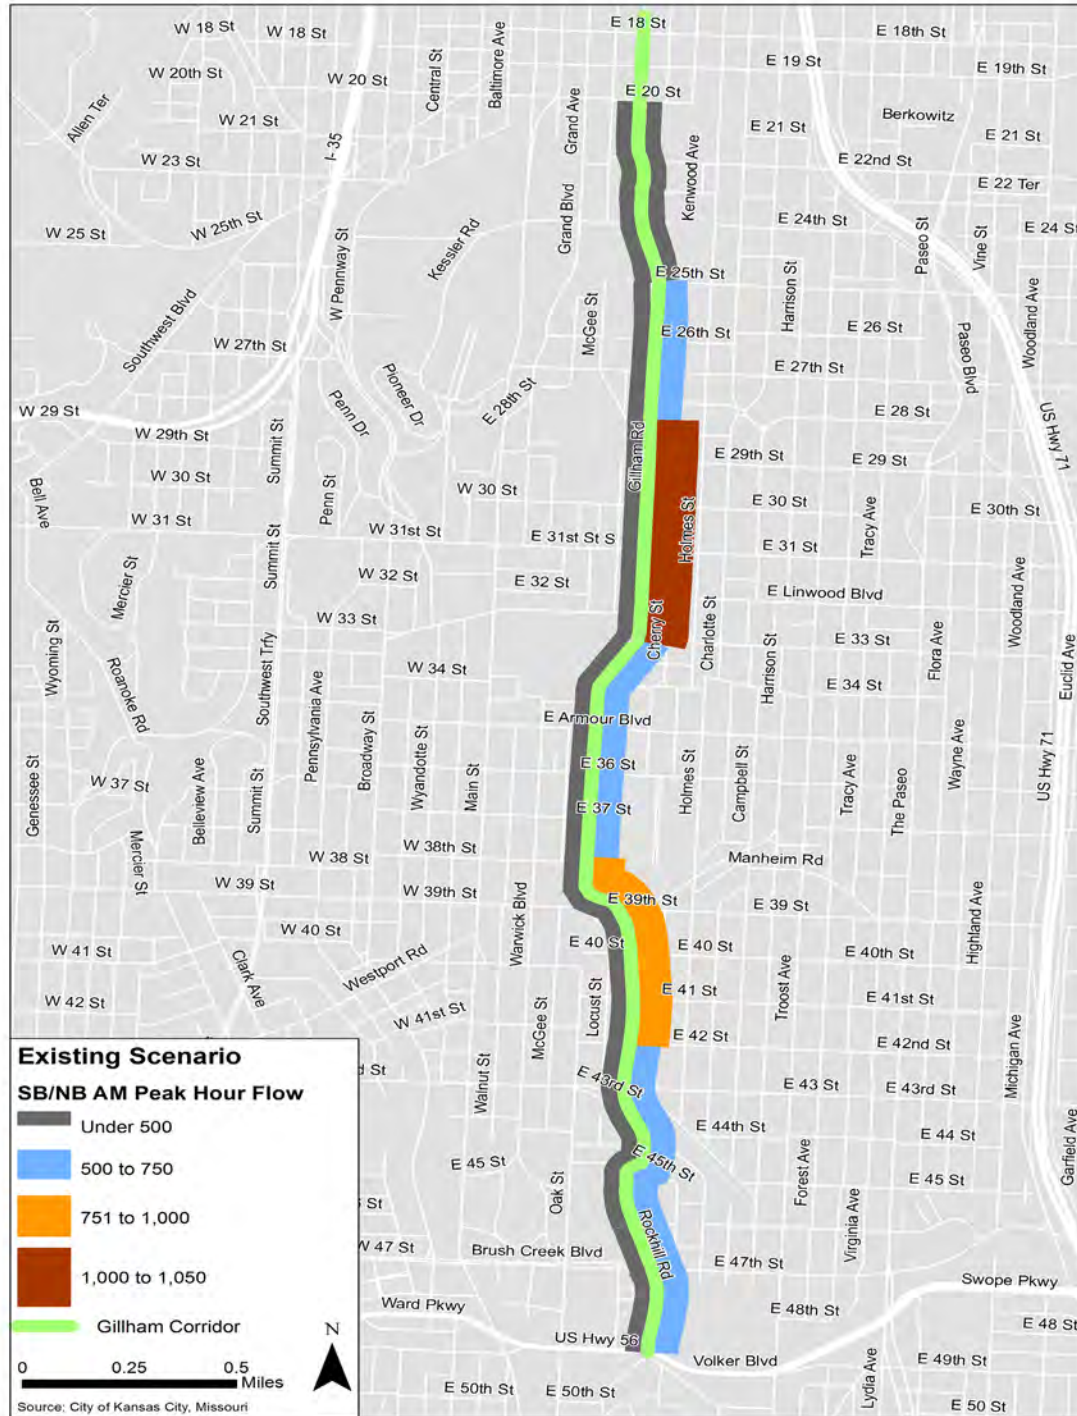 E 18 St
W 18 St
W 18 St
E 18th St
Baltimore Ave
Central St
E 19 St
E 19th St
W 20th St
W 20 St
E 20 St
Allen Ter
Grand Ave
Berkowitz
W 21 St
E 21 St
E 21 St
I- 35
W 23 St
E 22nd St
Kenwood Ave
E 22 Ter
W 25 St
W 25th St
Grand Blvd
E 24th St
Paseo St
Vine St
E 24 St
Kessler Rd
W Pennway St
E 25th St
Harrison St
Southwest Blvd
McGee St
E 26th St
E 26 St
Woodland Ave
W 27th St
E 27th St
Paseo Blvd
Pioneer Dr
Penn Dr
E 28th St
E 28 St
W 29 St
US Hwy 71
W 29th St
Summit St
Gillham Rd
E 29th St
E 29 St
Bell Ave
W 30 St
Penn St
W 30 St
E 30 St
E 30th St
Holmes St
Tracy Ave
W 31 St
W 31st St
E 31st St S
E 31 St
Summit St
W 32 St
E 32 St
E Linwood Blvd
Mercier St
Woodland Ave
W 33 St
Cherry St
Charlotte St
E 33 St
Flora Ave
Wyoming St
Southwest Trfy
W 34 St
Harrison St
E 34 St
Euclid Ave
Roanoke Rd
Pennsylvania Ave
Broadway St
E Armour Blvd
Genessee St
W 37 St
Belleview Ave
Summit St
Wyandotte St
Main St
E 36 St
Holmes St
Campbell St
Tracy Ave
The Paseo
Wayne Ave
US Hwy 71
E 37 St
Mercier St
W 38 St
W 38th St
Manheim Rd
W 39 St
W 39th St
Warwick Blvd
E 39th St
E 39 St
Highland Ave
W 40 St
E 40 St
E 40 St
E 40th St
W 41 St
Clark Ave
Westport Rd
Troost Ave
W 42 St
W 41st St
McGee St
Locust St
E 41 St
E 41st St
E 42 St
E 42nd St
Michigan Ave
d St
Walnut St
E 43rd St
E 43 St
E 43rd St
E 44th St
E 44 St
Garfield Ave
E 45 St
Oak St
E 45th St
Forest Ave
E 45 St
Virginia Ave
W 47 St
Brush Creek Blvd
Rockhill Rd
E 47th St
Swope Pkwy
Ward Pkwy
E 48th St
E 48 St
US Hwy 56
Volker Blvd
E 49th St
Lydia Ave
E 50th St
E 50th St
E 50 St
Existing Scenario
SB/NB AM Peak Hour Flow
Under 500
500 to 750
751 to 1,000
1,000 to 1,050
Gillham Corridor
N
0 0.25 0.5
Miles
Source: City of Kansas City, Missouri